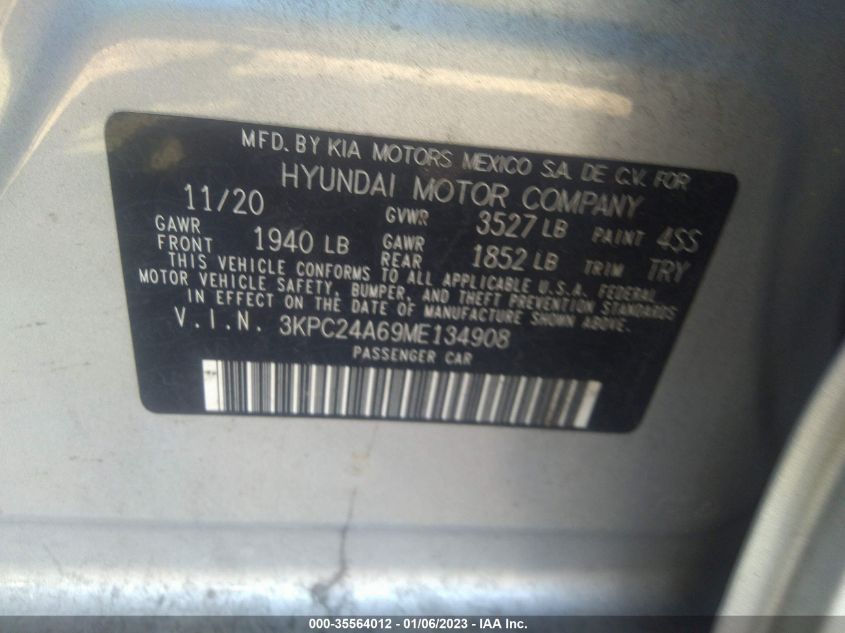 MFD. BY KIA MOTORS MEXICO S.A. DE C.V. FOR
HYUNDAI MOTOR COMPANY
11/20 GVWR 3527 LB PAINT 4SS
GAWR FRONT 1940 LB GAWR REAR 1852 LB TRIM TRY
THIS VEHICLE CONFORMS TO ALL APPLICABLE U.S.A. FEDERAL
MOTOR VEHICLE SAFETY, BUMPER, AND THEFT PREVENTION STANDARDS
IN EFFECT ON THE DATE OF MANUFACTURE SHOWN ABOVE.
V.I.N. 3KPC24A69ME134908
PASSENGER CAR
000-35564012 - 01/06/2023 - IAA Inc.